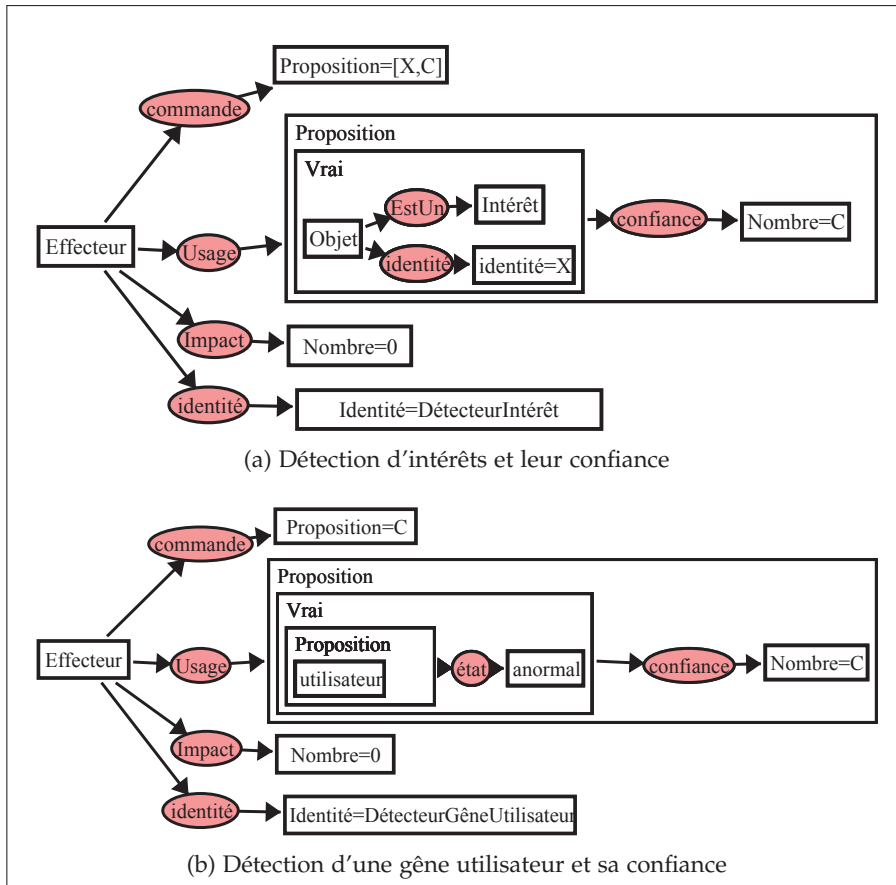 Proposition=[X,C]
commande
Proposition
Vrai
EstUn
Intérêt
confiance
Nombre=C
Objet
Effecteur
Usage
identité
identité=X
Impact
Nombre=0
identité
Identité=DétecteurIntérêt
(a) Détection d'intérêts et leur confiance
Proposition=C
commande
Proposition
Vrai
Proposition
Effecteur
Usage
utilisateur
état
anormal
confiance
Nombre=C
Impact
Nombre=0
identité
Identité=DétecteurGêneUtilisateur
(b) Détection d'une gêne utilisateur et sa confiance